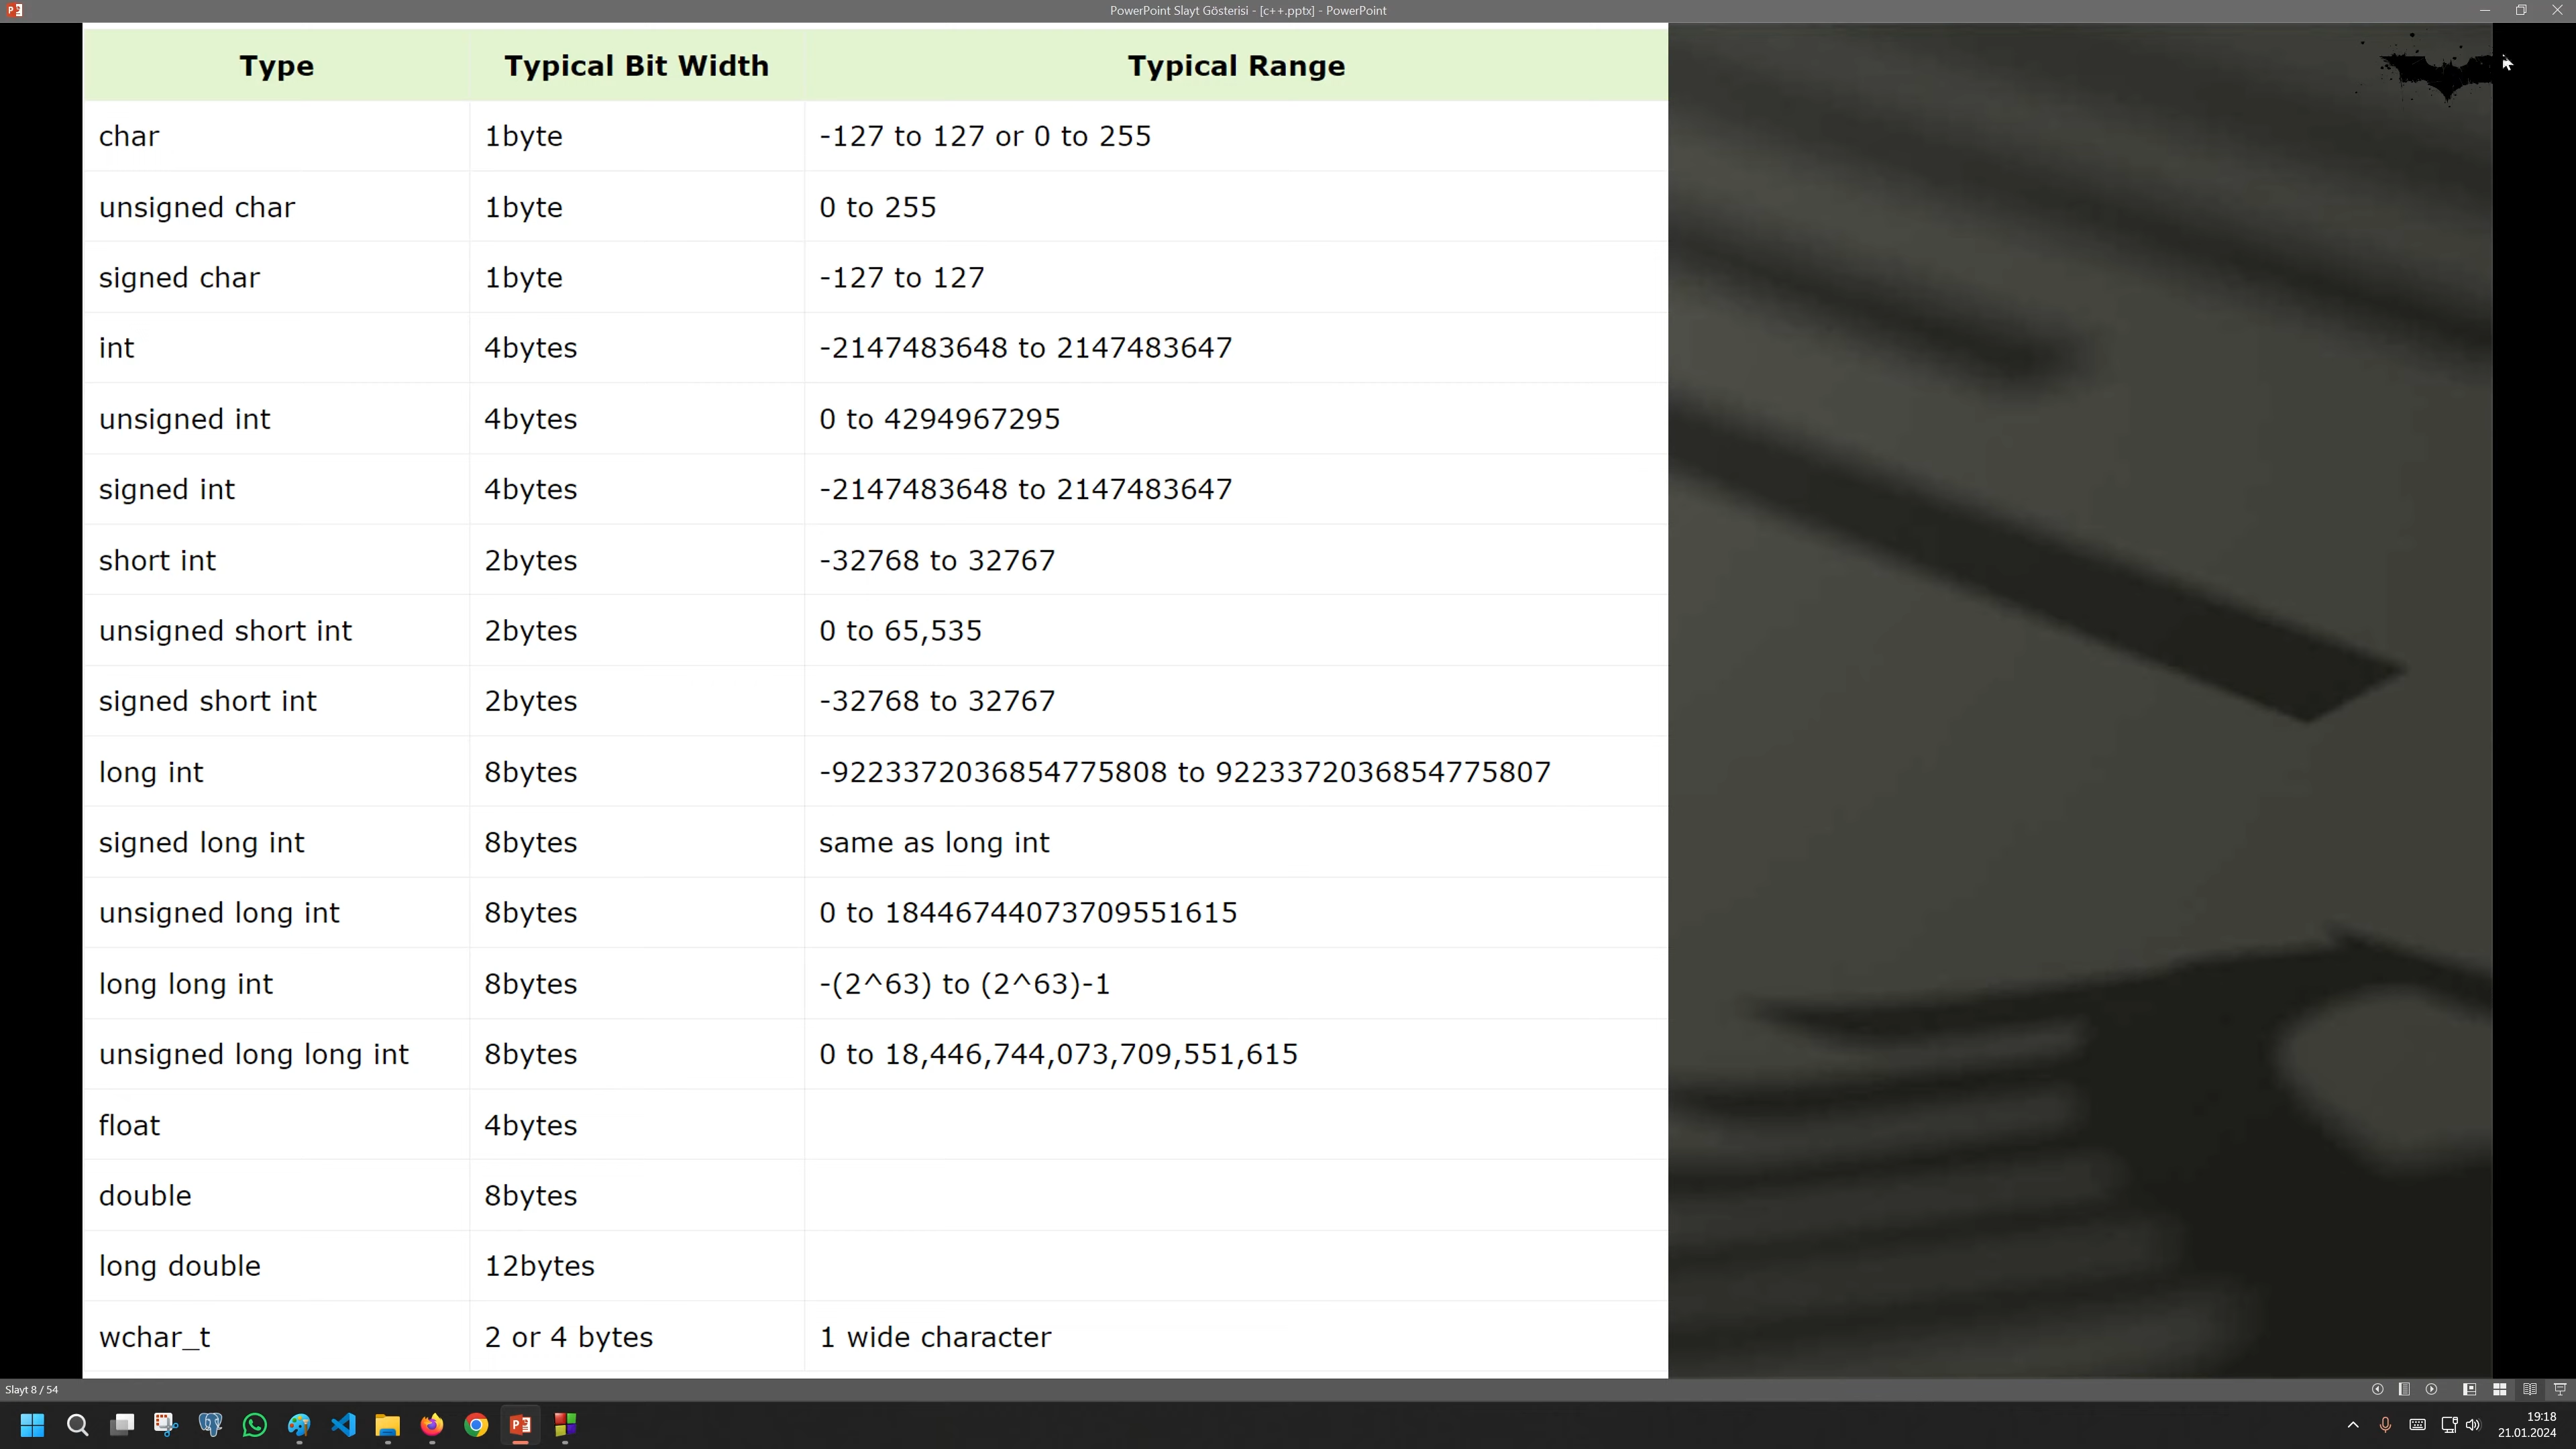 PowerPoint Slayt Gösterisi - [c++.pptx] - PowerPoint
Type Typical Bit Width Typical Range
char 1byte -127 to 127 or 0 to 255
unsigned char 1byte 0 to 255
signed char 1byte -127 to 127
int 4bytes -2147483648 to 2147483647
unsigned int 4bytes 0 to 4294967295
signed int 4bytes -2147483648 to 2147483647
short int 2bytes -32768 to 32767
unsigned short int 2bytes 0 to 65,535
signed short int 2bytes -32768 to 32767
long int 8bytes -9223372036854775808 to 9223372036854775807
signed long int 8bytes same as long int
unsigned long int 8bytes 0 to 18446744073709551615
long long int 8bytes -(2^63) to (2^63)-1
unsigned long long int 8bytes 0 to 18,446,744,073,709,551,615
float 4bytes
double 8bytes
long double 12bytes
wchar_t 2 or 4 bytes 1 wide character
Slayt 8 / 54
19:18
21.01.2024